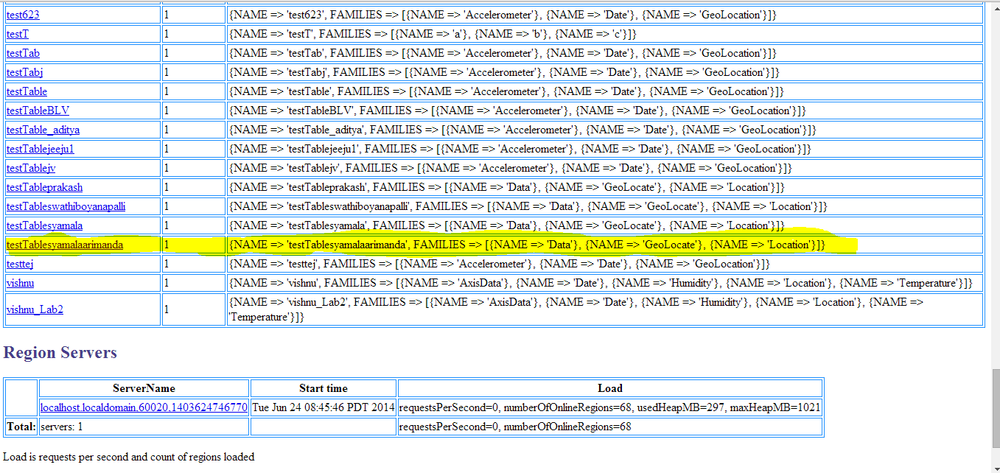 test623 1 {NAME => 'test623', FAMILIES => [{NAME => 'Accelerometer'}, {NAME => 'Date'}, {NAME => 'GeoLocation'}]}
testT 1 {NAME => 'testT', FAMILIES => [{NAME => 'a'}, {NAME => 'b'}, {NAME => 'c'}]}
testTab 1 {NAME => 'testTab', FAMILIES => [{NAME => 'Accelerometer'}, {NAME => 'Date'}, {NAME => 'GeoLocation'}]}
testTabj 1 {NAME => 'testTabj', FAMILIES => [{NAME => 'Accelerometer'}, {NAME => 'Date'}, {NAME => 'GeoLocation'}]}
testTable 1 {NAME => 'testTable', FAMILIES => [{NAME => 'Accelerometer'}, {NAME => 'Date'}, {NAME => 'GeoLocation'}]}
testTableBLV 1 {NAME => 'testTableBLV', FAMILIES => [{NAME => 'Accelerometer'}, {NAME => 'Date'}, {NAME => 'GeoLocation'}]}
testTable_aditya 1 {NAME => 'testTable_aditya', FAMILIES => [{NAME => 'Accelerometer'}, {NAME => 'Date'}, {NAME => 'GeoLocation'}]}
testTablejeeju1 1 {NAME => 'testTablejeeju1', FAMILIES => [{NAME => 'Accelerometer'}, {NAME => 'Date'}, {NAME => 'GeoLocation'}]}
testTablejv 1 {NAME => 'testTablejv', FAMILIES => [{NAME => 'Accelerometer'}, {NAME => 'Date'}, {NAME => 'GeoLocation'}]}
testTableprakash 1 {NAME => 'testTableprakash', FAMILIES => [{NAME => 'Data'}, {NAME => 'GeoLocate'}, {NAME => 'Location'}]}
testTableswathiboyanapalli 1 {NAME => 'testTableswathiboyanapalli', FAMILIES => [{NAME => 'Data'}, {NAME => 'GeoLocate'}, {NAME => 'Location'}]}
testTablesyamala 1 {NAME => 'testTablesyamala', FAMILIES => [{NAME => 'Data'}, {NAME => 'GeoLocate'}, {NAME => 'Location'}]}
testTablesyamalaarimanda 1 {NAME => 'testTablesyamalaarimanda', FAMILIES => [{NAME => 'Data'}, {NAME => 'GeoLocate'}, {NAME => 'Location'}]}
testtej 1 {NAME => 'testtej', FAMILIES => [{NAME => 'Accelerometer'}, {NAME => 'Date'}, {NAME => 'GeoLocation'}]}
vishnu 1 {NAME => 'vishnu', FAMILIES => [{NAME => 'AxisData'}, {NAME => 'Date'}, {NAME => 'Humidity'}, {NAME => 'Location'}, {NAME => 'Temperature'}]}
vishnu_Lab2 1 {NAME => 'vishnu_Lab2', FAMILIES => [{NAME => 'AxisData'}, {NAME => 'Date'}, {NAME => 'Humidity'}, {NAME => 'Location'}, {NAME =>
'Temperature'}]}
Region Servers
ServerName Start time Load
localhost.localdomain.60020.1403624746770 Tue Jun 24 08:45:46 PDT 2014 requestsPerSecond=0, numberOfOnlineRegions=68, usedHeapMB=297, maxHeapMB=1021
Total: servers: 1 requestsPerSecond=0, numberOfOnlineRegions=68
Load is requests per second and count of regions loaded